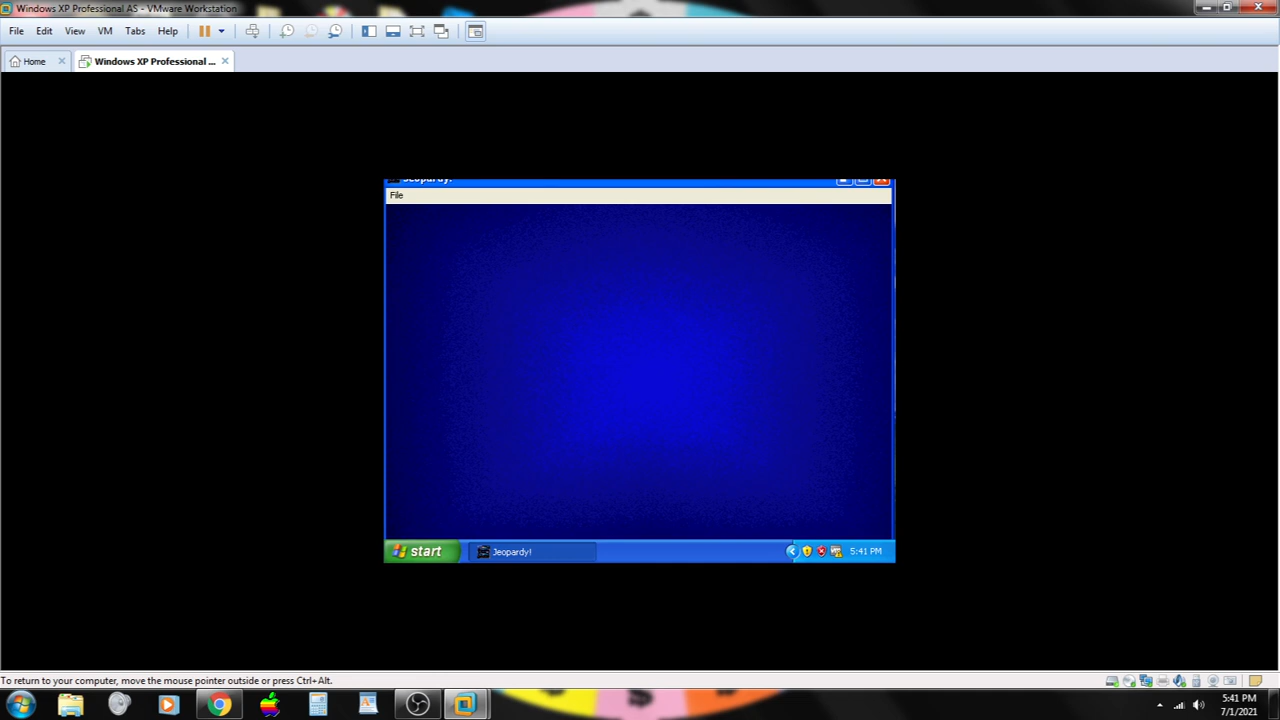 Windows XP Professional AS - VMware Workstation
File Edit View VM Tabs Help
Home Windows XP Professional ...
Jeopardy!
File
start Jeopardy! 5:41 PM
To return to your computer, move the mouse pointer outside or press Ctrl+Alt.
5:41 PM
7/1/2021